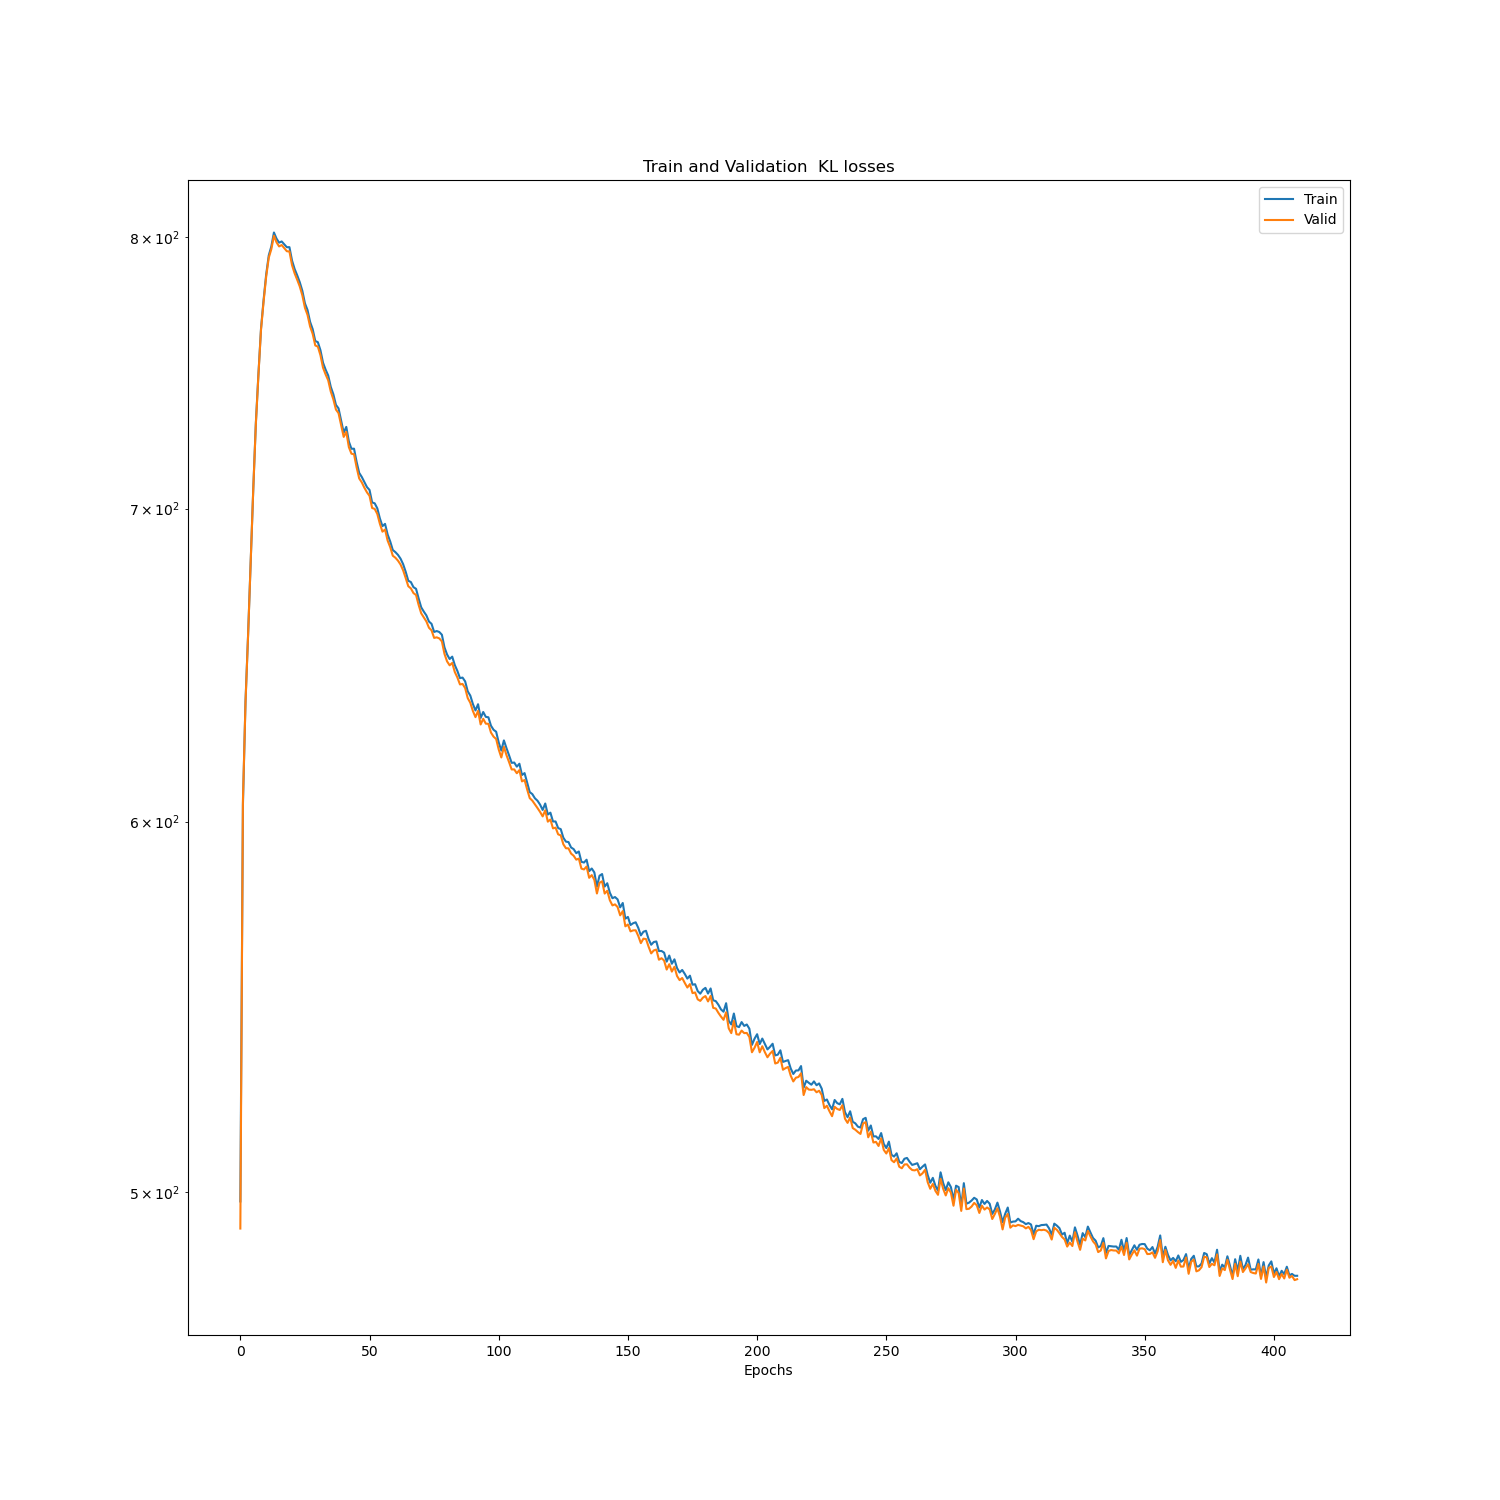 Train and Validation  KL losses
Train
Valid
8 × 10²
7 × 10²
6 × 10²
5 × 10²
0 50 100 150 200 250 300 350 400
Epochs